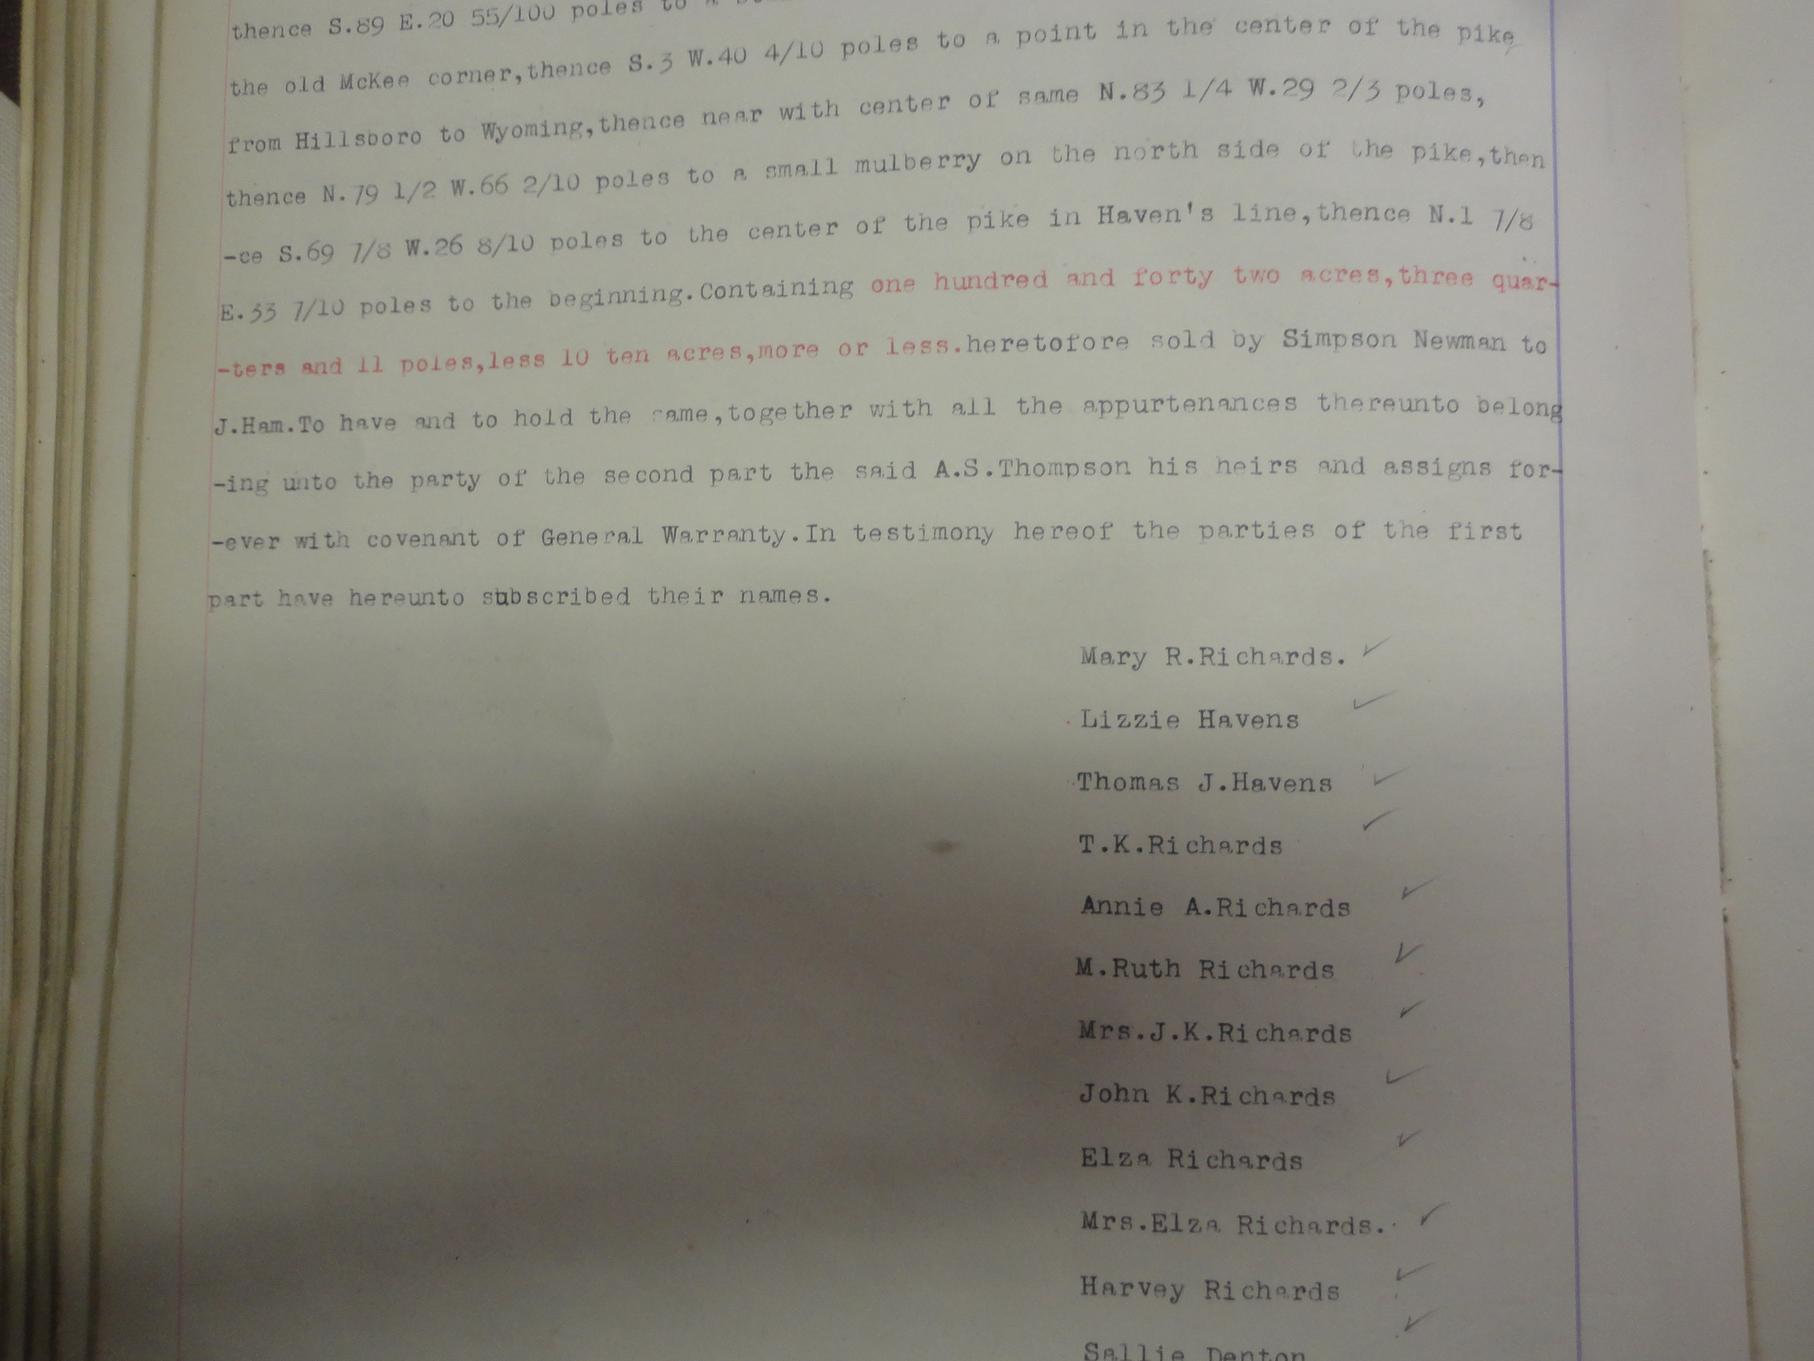 thence S.89 E.20 55/100 poles to a
the old McKee corner,thence S.3 W.40 4/10 poles to a point in the center of the pike
from Hillsboro to Wyoming,thence near with center of same N.83 1/4 W.29 2/3 poles,
thence N.79 1/2 W.66 2/10 poles to a small mulberry on the north side of the pike,then
-ce S.69 7/8 W.26 8/10 poles to the center of the pike in Haven's line,thence N.1 7/8
E.33 7/10 poles to the beginning.Containing one hundred and forty two acres,three quar-
-ters and 11 poles,less 10 ten acres,more or less.heretofore sold by Simpson Newman to
J.Ham.To have and to hold the same,together with all the appurtenances thereunto belong
-ing unto the party of the second part the said A.S.Thompson his heirs and assigns for-
-ever with covenant of General Warranty.In testimony hereof the parties of the first
part have hereunto subscribed their names.
Mary R.Richards.
Lizzie Havens
Thomas J.Havens
T.K.Richards
Annie A.Richards
M.Ruth Richards
Mrs.J.K.Richards
John K.Richards
Elza Richards
Mrs.Elza Richards.
Harvey Richards
Sallie Denton